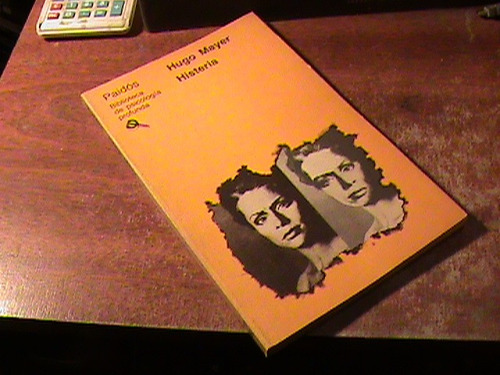 Paidós
Biblioteca
de psicología
profunda
Hugo Mayer
Histeria